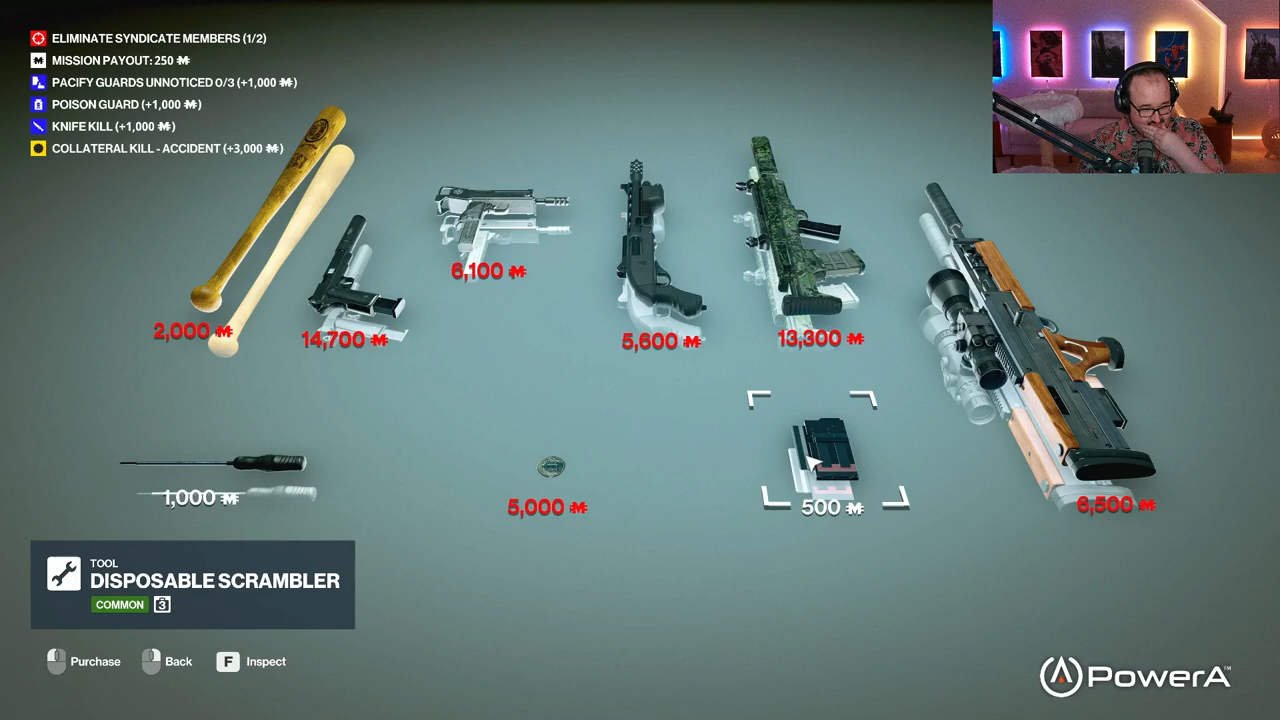 ELIMINATE SYNDICATE MEMBERS (1/2)
MISSION PAYOUT: 250
PACIFY GUARDS UNNOTICED 0/3 (+1,000)
POISON GUARD (+1,000)
KNIFE KILL (+1,000)
COLLATERAL KILL - ACCIDENT (+3,000)
2,000
14,700
6,100
5,600
13,300
1,000
5,000
500
6,500
TOOL
DISPOSABLE SCRAMBLER
COMMON 3
Purchase Back F Inspect
PowerA™